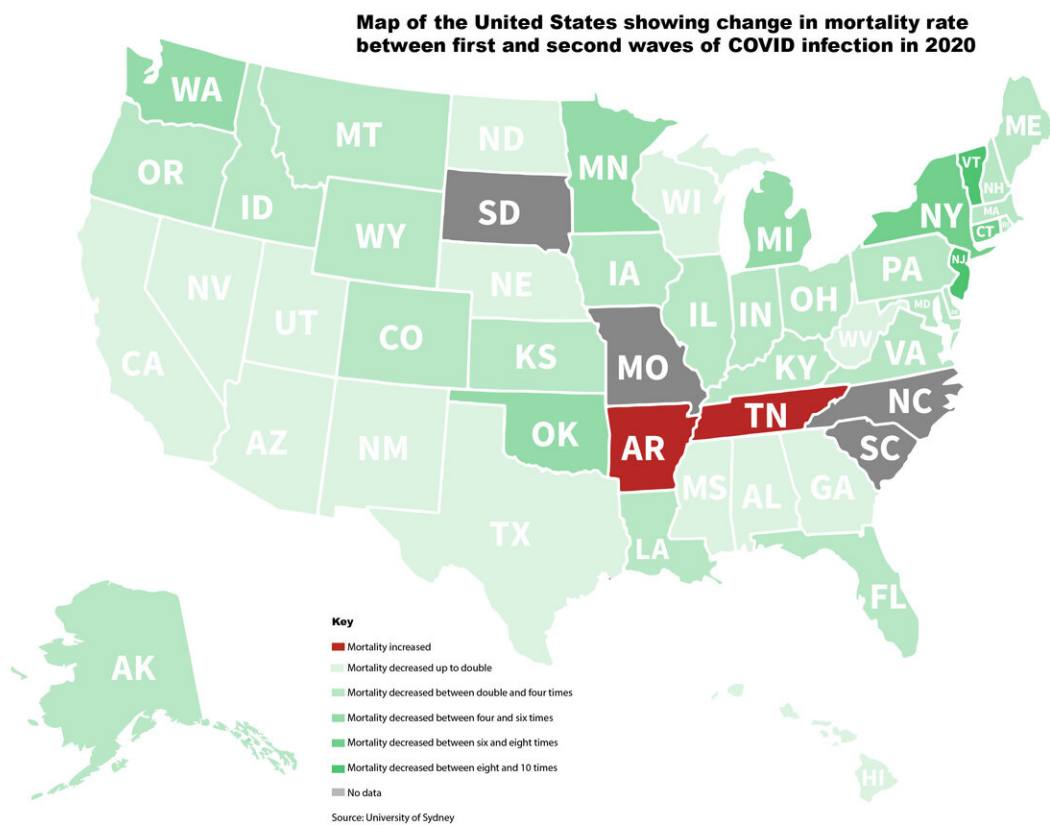 Map of the United States showing change in mortality rate
between first and second waves of COVID infection in 2020
WA
MT
ND
MN
ME
OR
ID
SD
WI
VT
NH
WY
MI
NY
MA
CT
IA
NE
PA
NJ
NV
UT
CO
IL
IN
OH
MD
CA
KS
MO
KY
WV
VA
AZ
NM
OK
AR
TN
NC
SC
TX
MS
AL
GA
LA
FL
AK
HI
Key
Mortality increased
Mortality decreased up to double
Mortality decreased between double and four times
Mortality decreased between four and six times
Mortality decreased between six and eight times
Mortality decreased between eight and 10 times
No data
Source: University of Sydney